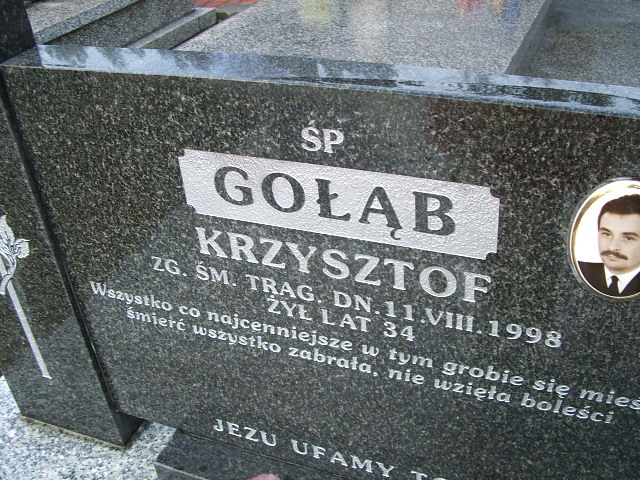 ŚP
GOŁĄB
KRZYSZTOF
ZG. ŚM. TRAG. DN. 11.VIII.1998
ŻYŁ LAT 34
Wszystko co najcenniejsze w tym grobie się mieś
śmierć wszystko zabrała, nie wzięła boleści
JEZU UFAMY